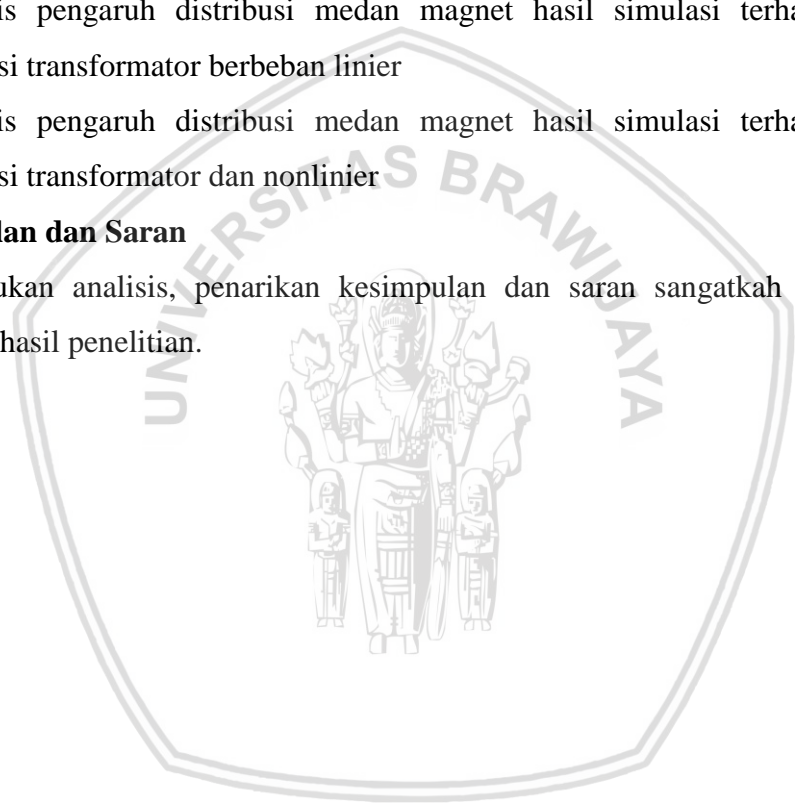 is pengaruh distribusi medan magnet hasil simulasi terha
si transformator berbeban linier
is pengaruh distribusi medan magnet hasil simulasi terha
si transformator dan nonlinier
lan dan Saran
ukan analisis, penarikan kesimpulan dan saran sangatkah
hasil penelitian.
UNIVERSITAS BRAWIJAYA